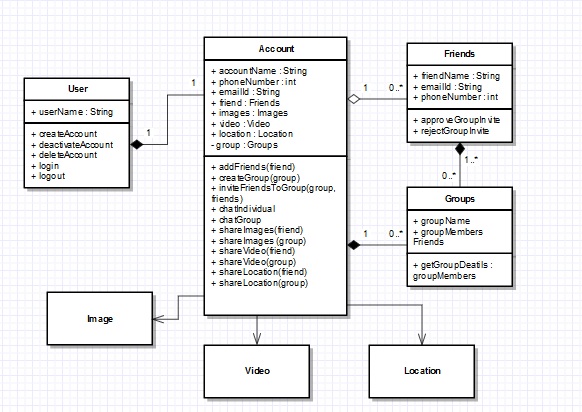 User
+ userName : String
+ createAccount
+ deactivateAccount
+ deleteAccount
+ login
+ logout
1
1
Account
+ accountName : String
+ phoneNumber : int
+ emailId : String
+ friend : Friends
+ images : Images
+ video : Video
+ location : Location
- group : Groups
+ addFriends(friend)
+ createGroup(group)
+ inviteFriendsToGroup(group,
friends)
+ chatIndividual
+ chatGroup
+ shareImages(friend)
+ shareImages (group)
+ shareVideo(friend)
+ shareVideo(group)
+ shareLocation(friend)
+ shareLocation(group)
1
0..*
Friends
+ friendName : String
+ emailId : String
+ phoneNumber : int
+ approveGroupInvite
+ rejectGroupInvite
1..*
0..*
1
0..*
Groups
+ groupName
+ groupMembers
Friends
+ getGroupDeatils :
groupMembers
Image
Video
Location